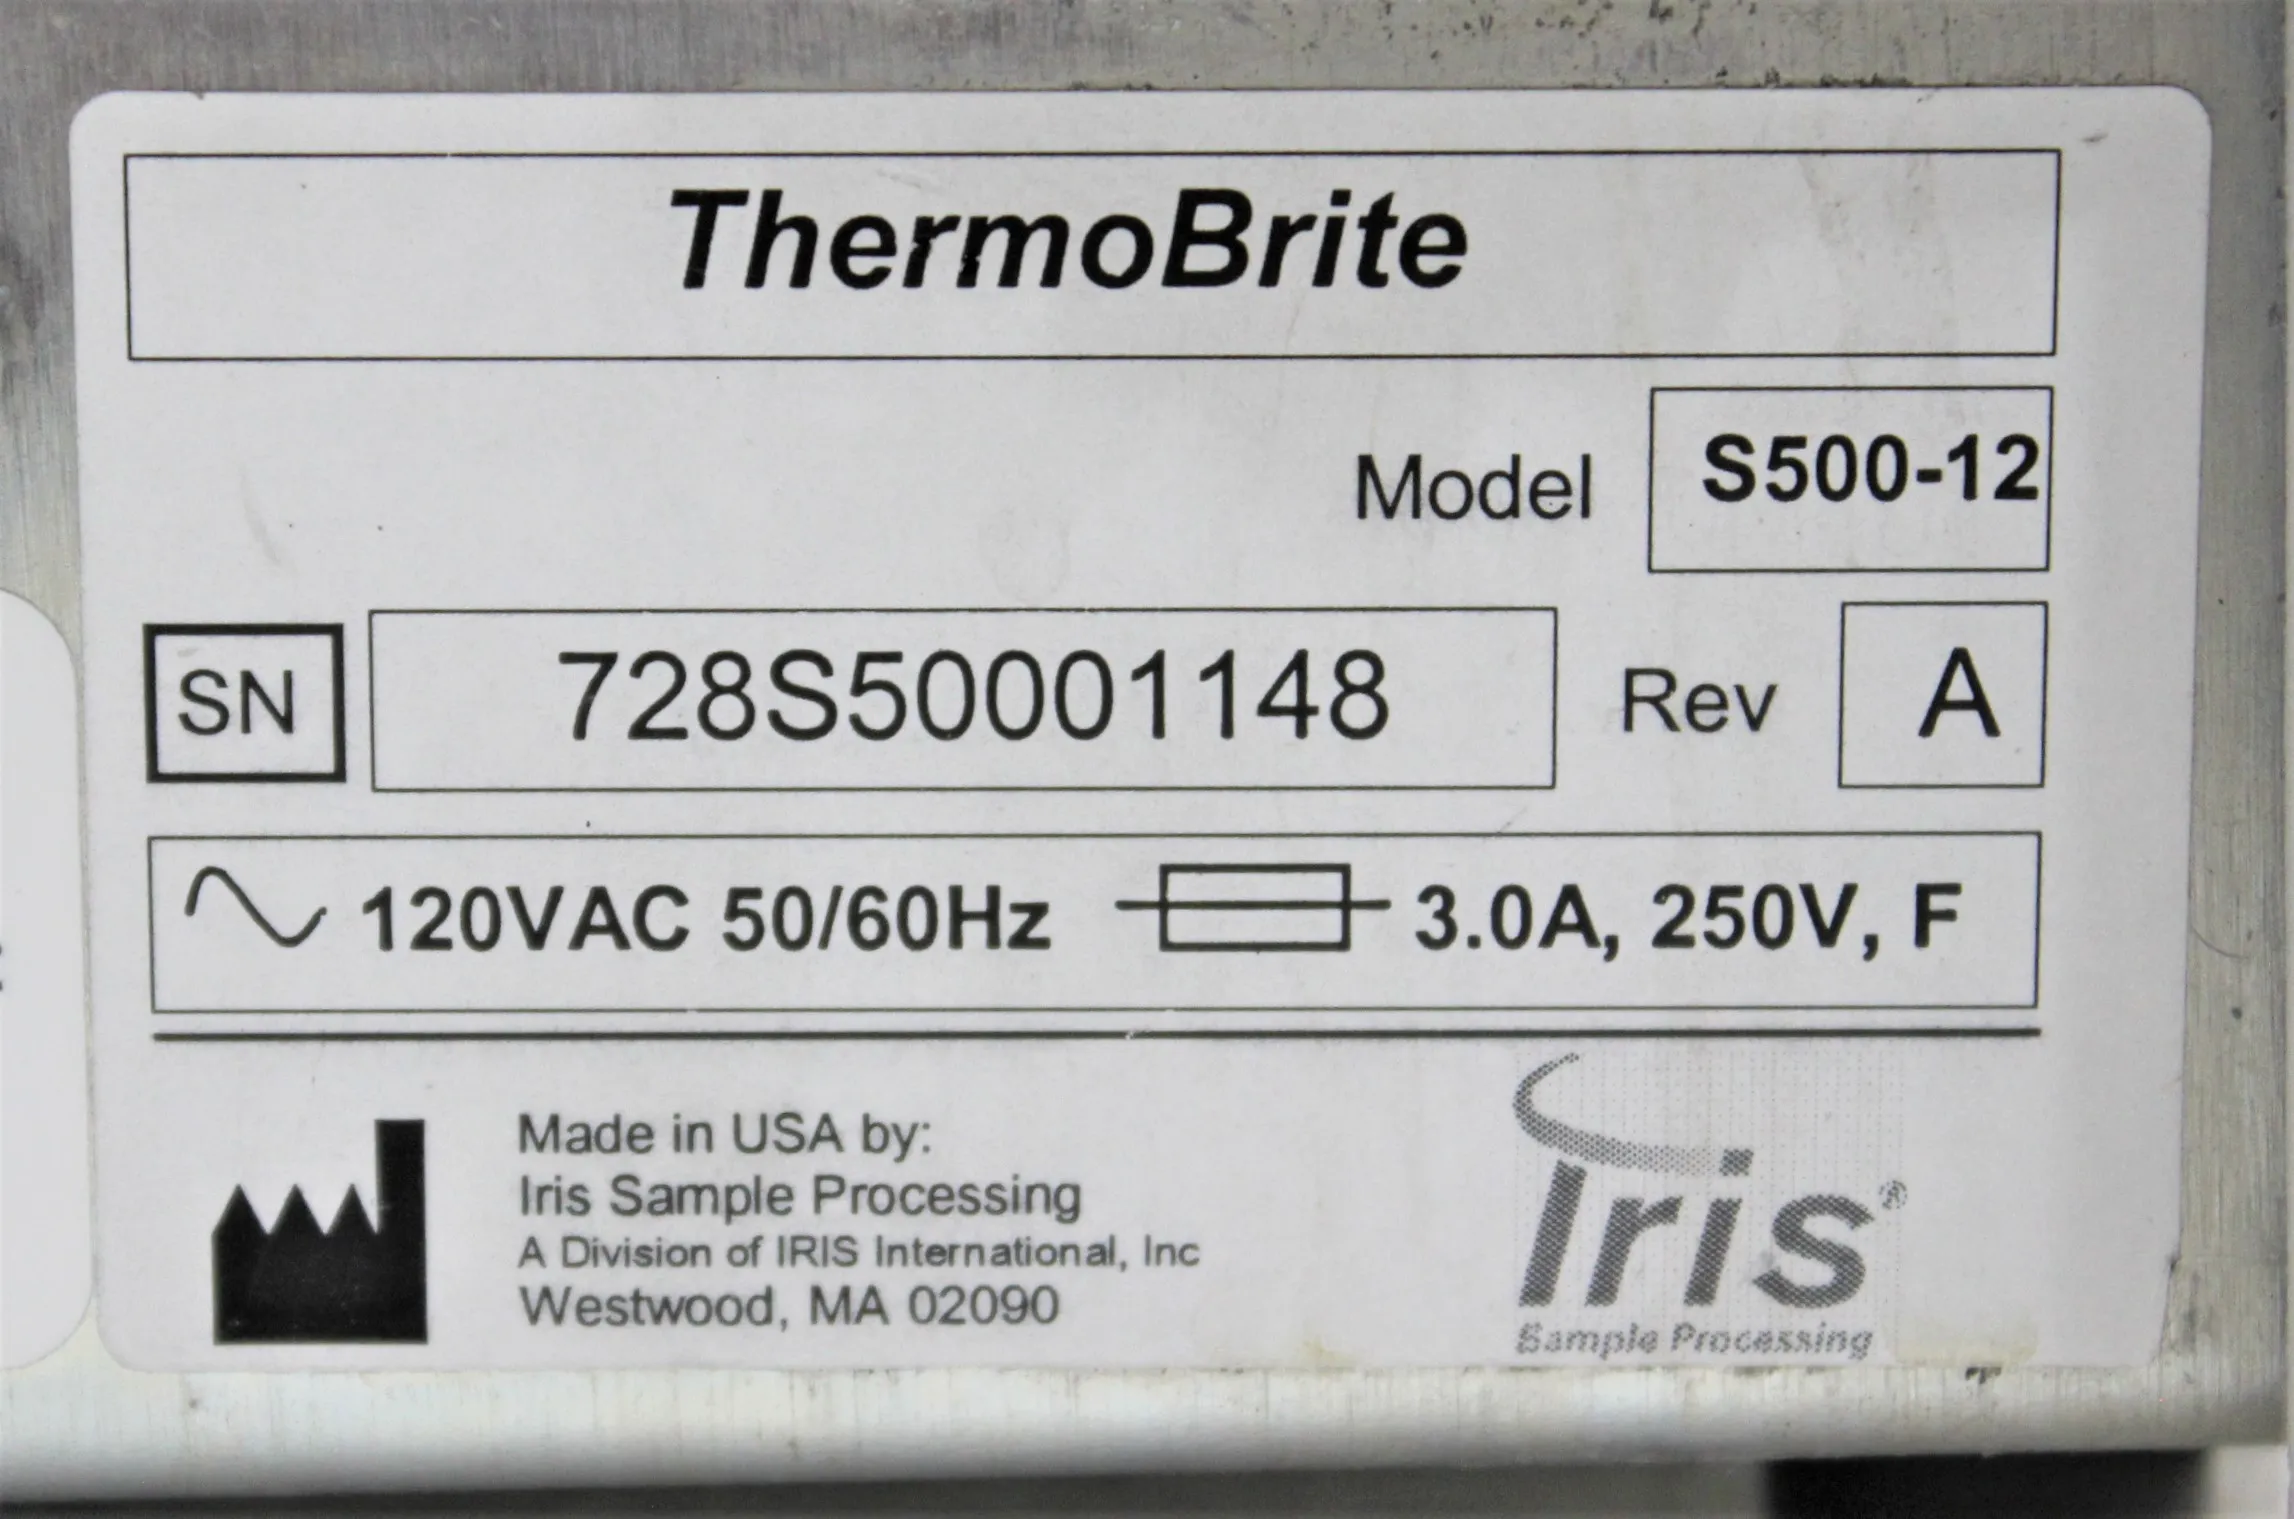 ThermoBrite
Model S500-12
SN 728S50001148 Rev A
120VAC 50/60Hz 3.0A, 250V, F
Made in USA by:
Iris Sample Processing
A Division of IRIS International, Inc
Westwood, MA 02090
Iris®
Sample Processing